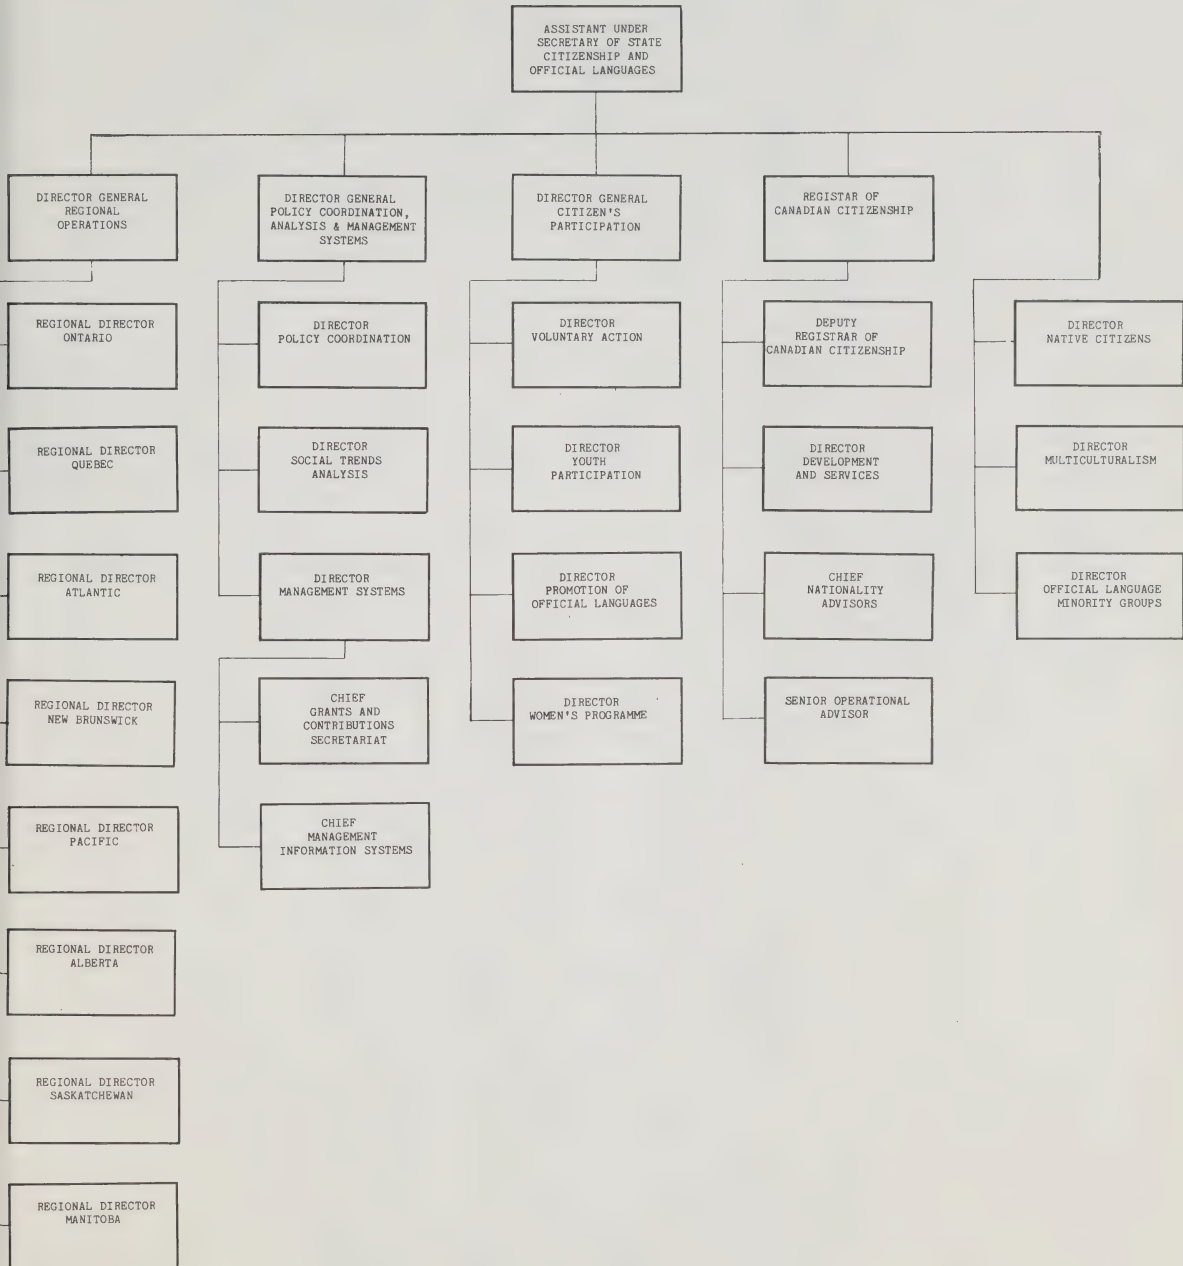 ASSISTANT UNDER
SECRETARY OF STATE
CITIZENSHIP AND
OFFICIAL LANGUAGES
DIRECTOR GENERAL
REGIONAL
OPERATIONS
DIRECTOR GENERAL
POLICY COORDINATION,
ANALYSIS & MANAGEMENT
SYSTEMS
DIRECTOR GENERAL
CITIZEN'S
PARTICIPATION
REGISTAR OF
CANADIAN CITIZENSHIP
REGIONAL DIRECTOR
ONTARIO
REGIONAL DIRECTOR
QUEBEC
REGIONAL DIRECTOR
ATLANTIC
REGIONAL DIRECTOR
NEW BRUNSWICK
REGIONAL DIRECTOR
PACIFIC
REGIONAL DIRECTOR
ALBERTA
REGIONAL DIRECTOR
SASKATCHEWAN
REGIONAL DIRECTOR
MANITOBA
DIRECTOR
POLICY COORDINATION
DIRECTOR
SOCIAL TRENDS
ANALYSIS
DIRECTOR
MANAGEMENT SYSTEMS
CHIEF
GRANTS AND
CONTRIBUTIONS
SECRETARIAT
CHIEF
MANAGEMENT
INFORMATION SYSTEMS
DIRECTOR
VOLUNTARY ACTION
DIRECTOR
YOUTH
PARTICIPATION
DIRECTOR
PROMOTION OF
OFFICIAL LANGUAGES
DIRECTOR
WOMEN'S PROGRAMME
DEPUTY
REGISTRAR OF
CANADIAN CITIZENSHIP
DIRECTOR
DEVELOPMENT
AND SERVICES
CHIEF
NATIONALITY
ADVISORS
SENIOR OPERATIONAL
ADVISOR
DIRECTOR
NATIVE CITIZENS
DIRECTOR
MULTICULTURALISM
DIRECTOR
OFFICIAL LANGUAGE
MINORITY GROUPS